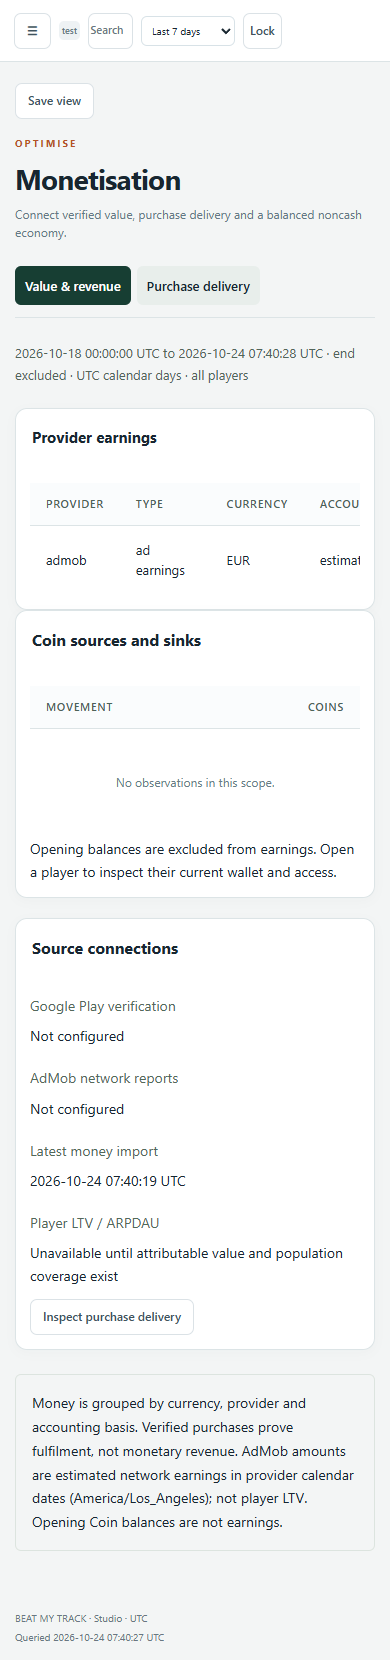 ☰ test Search Last 7 days Lock
Save view
OPTIMISE
Monetisation
Connect verified value, purchase delivery and a balanced noncash
economy.
Value & revenue Purchase delivery
2026-10-18 00:00:00 UTC to 2026-10-24 07:40:28 UTC · end
excluded · UTC calendar days · all players
Provider earnings
PROVIDER TYPE CURRENCY ACCOU
admob ad earnings EUR estimat
Coin sources and sinks
MOVEMENT COINS
No observations in this scope.
Opening balances are excluded from earnings. Open
a player to inspect their current wallet and access.
Source connections
Google Play verification
Not configured
AdMob network reports
Not configured
Latest money import
2026-10-24 07:40:19 UTC
Player LTV / ARPDAU
Unavailable until attributable value and population
coverage exist
Inspect purchase delivery
Money is grouped by currency, provider and
accounting basis. Verified purchases prove
fulfilment, not monetary revenue. AdMob amounts
are estimated network earnings in provider calendar
dates (America/Los_Angeles); not player LTV.
Opening Coin balances are not earnings.
BEAT MY TRACK · Studio · UTC
Queried 2026-10-24 07:40:27 UTC